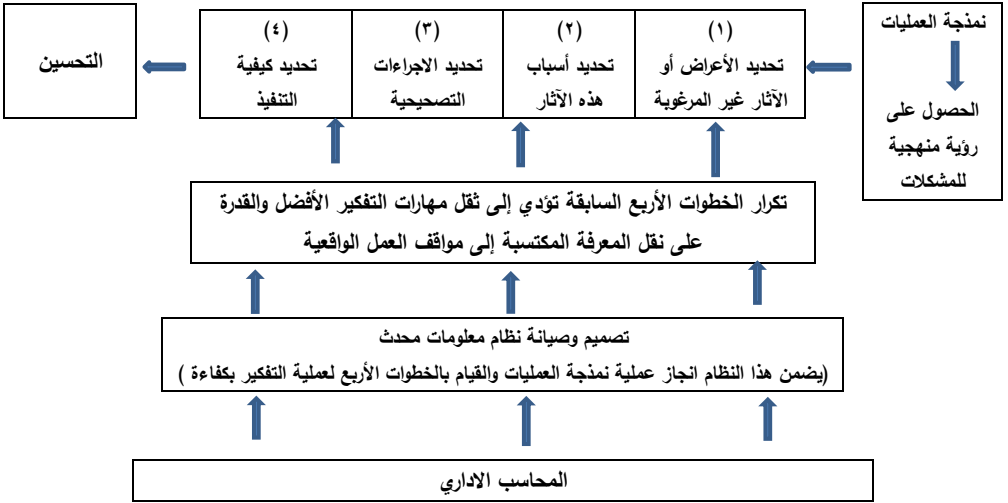 نمذجة العمليات
الحصول على
رؤية منهجية
للمشكلات
(١)
تحديد الأعراض أو
الآثار غير المرغوبة
(٢)
تحديد أسباب
هذه الآثار
(٣)
تحديد الاجراءات
التصحيحية
(٤)
تحديد كيفية
التنفيذ
التحسين
تكرار الخطوات الأربع السابقة تؤدي إلى ثقل مهارات التفكير الأفضل والقدرة
على نقل المعرفة المكتسبة إلى مواقف العمل الواقعية
تصميم وصيانة نظام معلومات محدث
(يضمن هذا النظام انجاز عملية نمذجة العمليات والقيام بالخطوات الأربع لعملية التفكير بكفاءة )
المحاسب الاداري